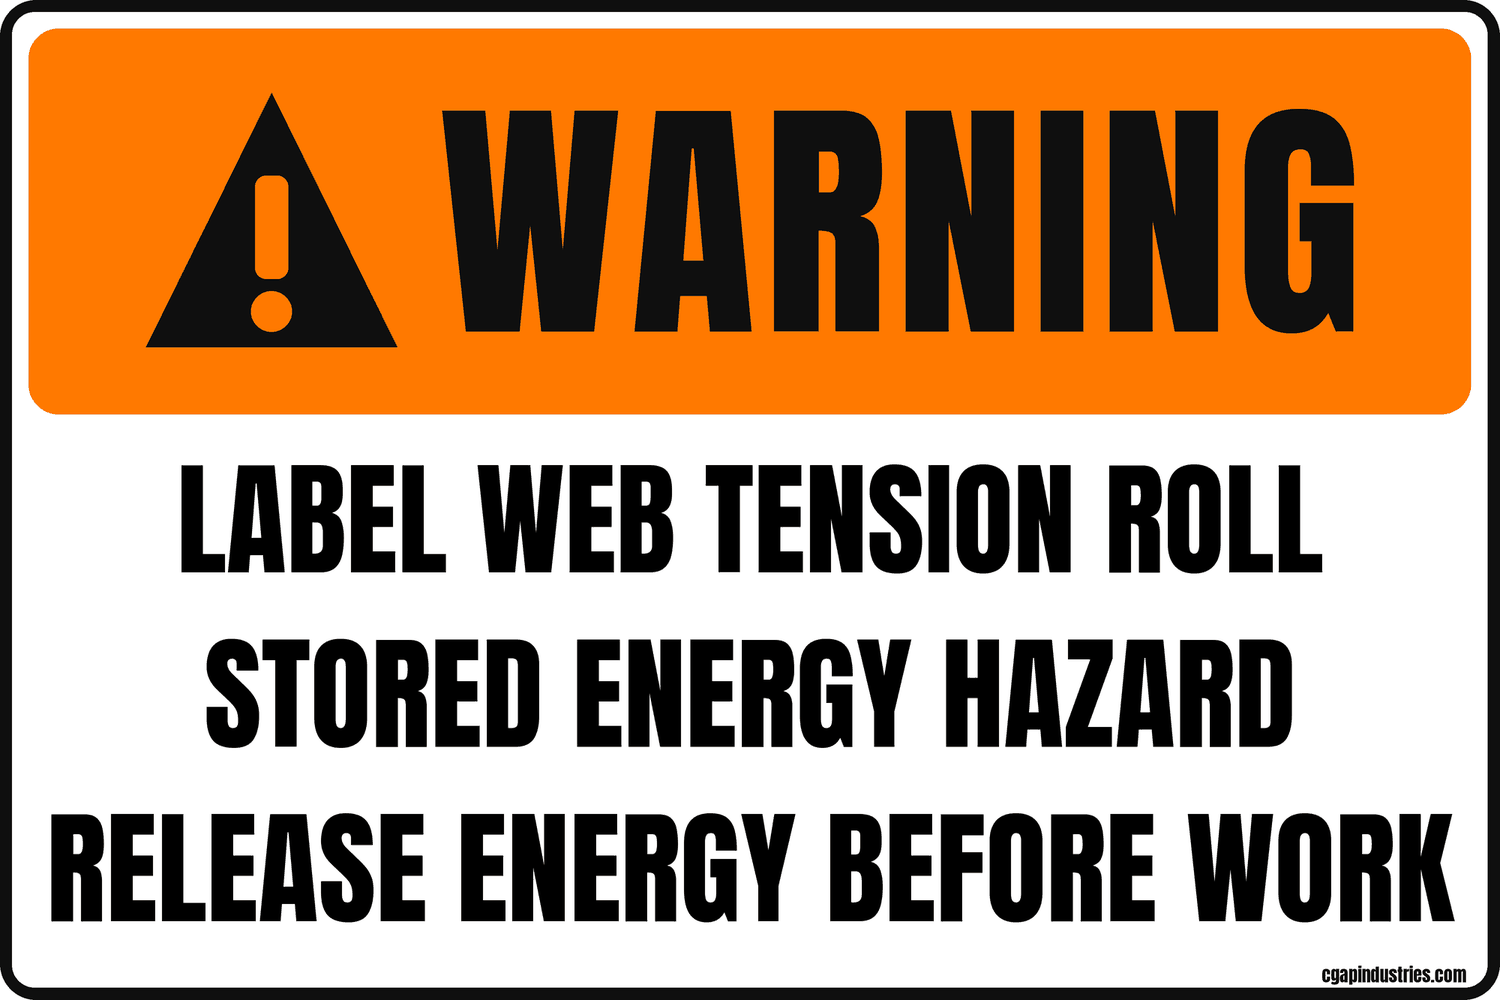 WARNING
LABEL WEB TENSION ROLL
STORED ENERGY HAZARD
RELEASE ENERGY BEFORE WORK
cgapindustries.com